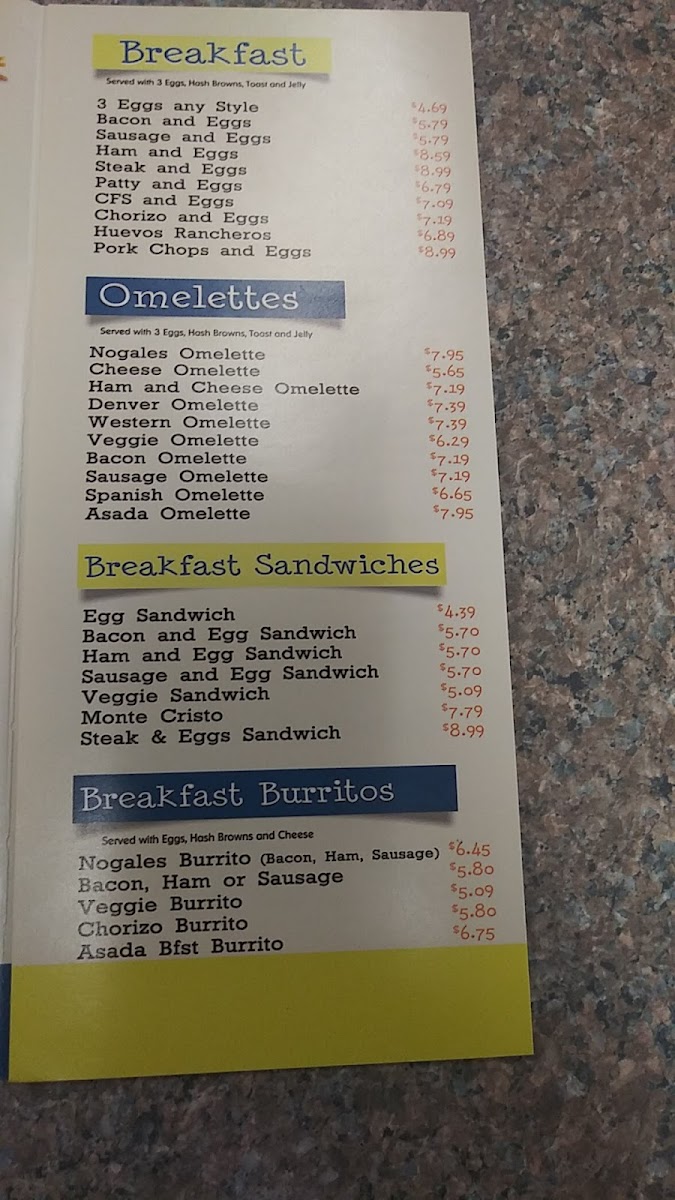 Breakfast
Served with 3 Eggs, Hash Browns, Toast and Jelly
3 Eggs any Style $4.69
Bacon and Eggs $5.79
Sausage and Eggs $5.79
Ham and Eggs $8.59
Steak and Eggs $8.99
Patty and Eggs $6.79
CFS and Eggs $7.09
Chorizo and Eggs $7.19
Huevos Rancheros $6.89
Pork Chops and Eggs $8.99
Omelettes
Served with 3 Eggs, Hash Browns, Toast and Jelly
Nogales Omelette $7.95
Cheese Omelette $5.65
Ham and Cheese Omelette $7.19
Denver Omelette $7.39
Western Omelette $7.39
Veggie Omelette $6.29
Bacon Omelette $7.19
Sausage Omelette $7.19
Spanish Omelette $6.65
Asada Omelette $7.95
Breakfast Sandwiches
Egg Sandwich $4.39
Bacon and Egg Sandwich $5.70
Ham and Egg Sandwich $5.70
Sausage and Egg Sandwich $5.70
Veggie Sandwich $5.09
Monte Cristo $7.79
Steak & Eggs Sandwich $8.99
Breakfast Burritos
Served with Eggs, Hash Browns and Cheese
Nogales Burrito (Bacon, Ham, Sausage) $6.45
Bacon, Ham or Sausage $5.80
Veggie Burrito $5.09
Chorizo Burrito $5.80
Asada Bfst Burrito $6.75